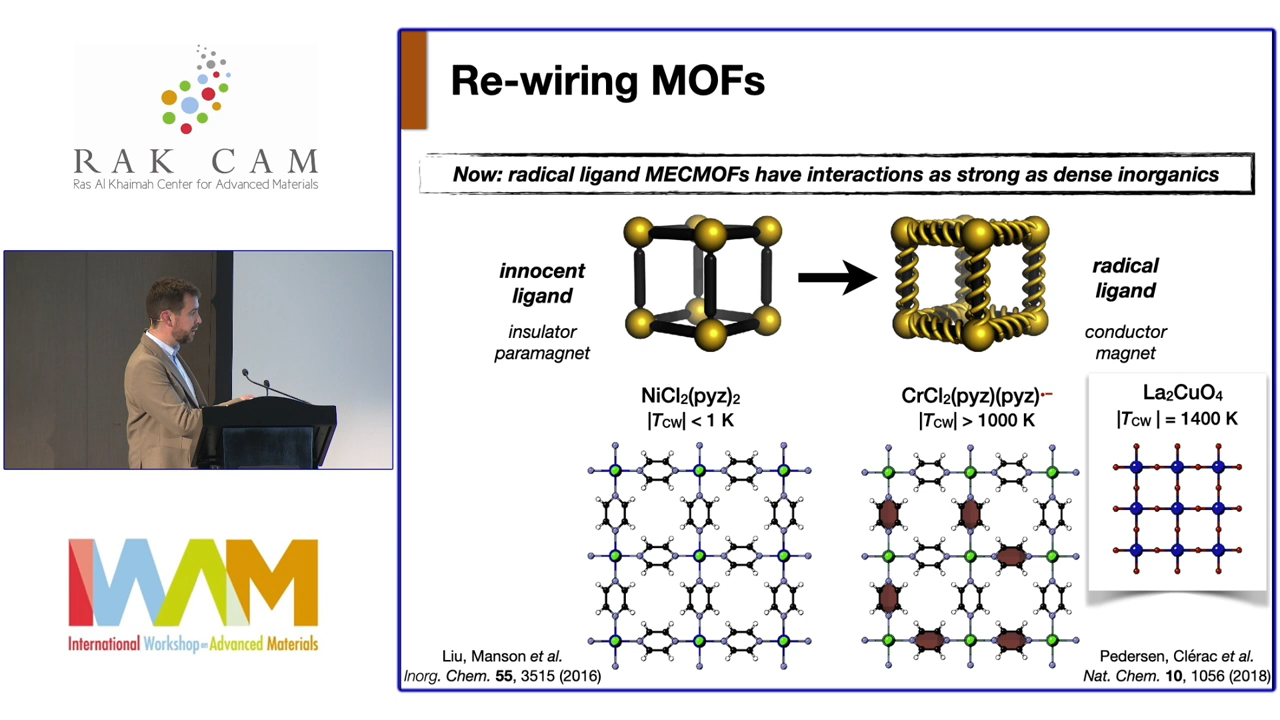 RAK CAM
Ras Al Khaimah Center for Advanced Materials
IWAM
International Workshop on Advanced Materials
Re-wiring MOFs
Now: radical ligand MECMOFs have interactions as strong as dense inorganics
innocent
ligand
insulator
paramagnet
radical
ligand
conductor
magnet
NiCl₂(pyz)₂
|T_CW| < 1 K
CrCl₂(pyz)(pyz)•−
|T_CW| > 1000 K
La₂CuO₄
|T_CW | = 1400 K
Liu, Manson et al.
Inorg. Chem. 55, 3515 (2016)
Pedersen, Clérac et al.
Nat. Chem. 10, 1056 (2018)